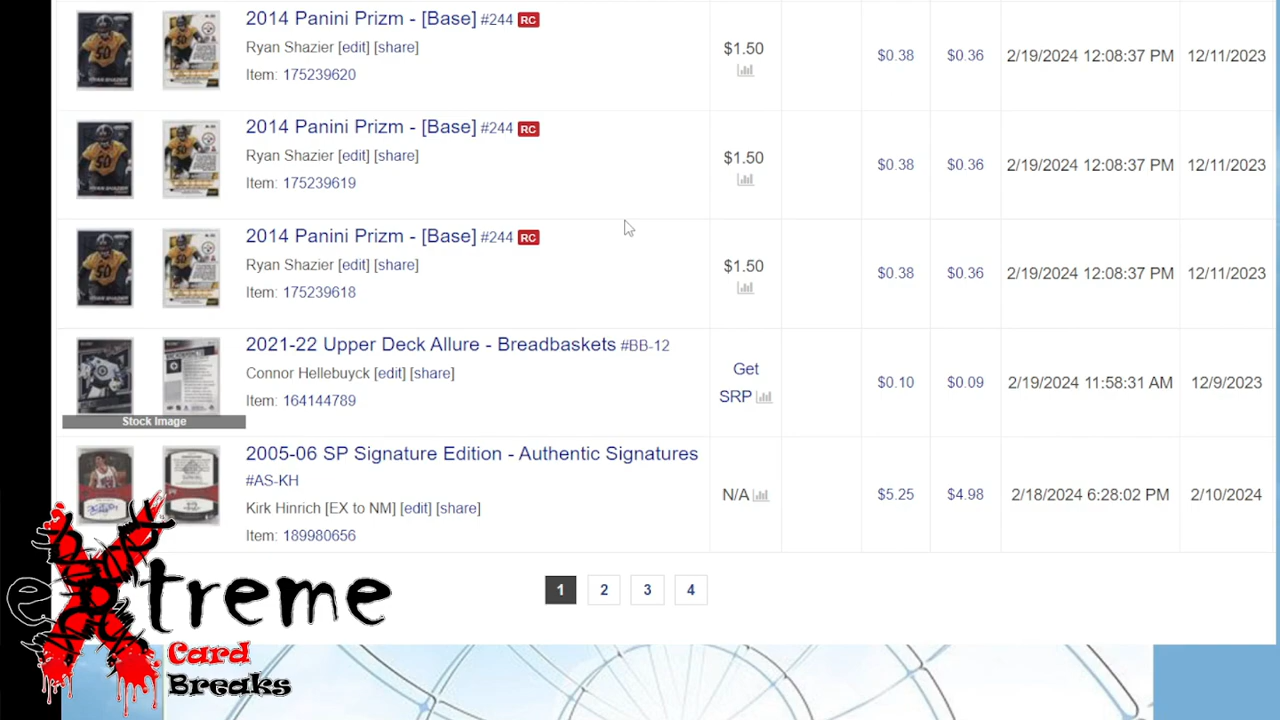 2014 Panini Prizm - [Base] #244 RC
Ryan Shazier [edit] [share]
Item: 175239620
$1.50
$0.38
$0.36
2/19/2024 12:08:37 PM
12/11/2023
2014 Panini Prizm - [Base] #244 RC
Ryan Shazier [edit] [share]
Item: 175239619
$1.50
$0.38
$0.36
2/19/2024 12:08:37 PM
12/11/2023
2014 Panini Prizm - [Base] #244 RC
Ryan Shazier [edit] [share]
Item: 175239618
$1.50
$0.38
$0.36
2/19/2024 12:08:37 PM
12/11/2023
2021-22 Upper Deck Allure - Breadbaskets #BB-12
Connor Hellebuyck [edit] [share]
Item: 164144789
Stock Image
Get
SRP
$0.10
$0.09
2/19/2024 11:58:31 AM
12/9/2023
2005-06 SP Signature Edition - Authentic Signatures
#AS-KH
Kirk Hinrich [EX to NM] [edit] [share]
Item: 189980656
N/A
$5.25
$4.98
2/18/2024 6:28:02 PM
2/10/2024
1 2 3 4
eXtreme
Card
Breaks